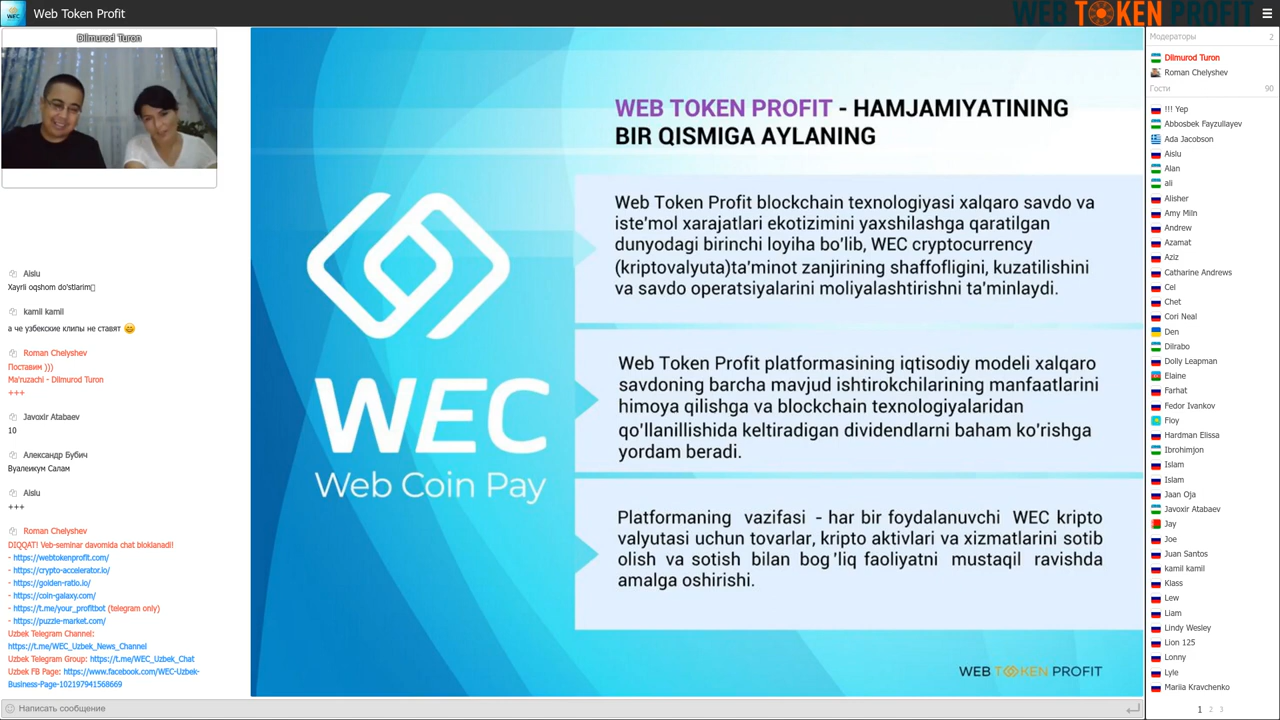 Web Token Profit
WEB TOKEN PROFIT
Dilmurod Turon
Aislu
Xayrli oqshom do'stlarim
kamil kamil
а че узбекские клипы не ставят 😄
Roman Chelyshev
Поставим )))
Ma'ruzachi - Dilmurod Turon
+++
Javoxir Atabaev
10
Александр Бубич
Вуалеикум Салам
Aislu
+++
Roman Chelyshev
DIQQAT! Veb-seminar davomida chat bloklanadi!
- https://webtokenprofit.com/
- https://crypto-accelerator.io/
- https://golden-ratio.io/
- https://coin-galaxy.com/
- https://t.me/your_profitbot (telegram only)
- https://puzzle-market.com/
Uzbek Telegram Channel:
https://t.me/WEC_Uzbek_News_Channel
Uzbek Telegram Group: https://t.me/WEC_Uzbek_Chat
Uzbek FB Page: https://www.facebook.com/WEC-Uzbek-
Business-Page-102197941568669
Написать сообщение
WEC
Web Com Pay
WEB TOKEN PROFIT - HAMJAMIYATINING
BIR QISMIGA AYLANING
Web Token Profit blockchain texnologiyasi xalqaro savdo va
iste'mol xarajatlari ekotizimini yaxshilashga qaratilgan
dunyodagi birinchi loyiha bo'lib, WEC cryptocurrency
(kriptovalyuta)ta'minot zanjirining shaffofligini, kuzatilishini
va savdo operatsiyalarini moliyalashtirishni ta'minlaydi.
Web Token Profit platformasining iqtisodiy modeli xalqaro
savdoning barcha mavjud ishtirokchilarining manfaatlarini
himoya qilishga va blockchain texnologiyalaridan
qo'llanillishida keltiradigan dividendlarni baham ko'rishga
yordam beradi.
Platformaning vazifasi - har bir foydalanuvchi WEC kripto
valyutasi uchun tovarlar, kripto aktivlari va xizmatlarini sotib
olish va sotish bilan bog'liq faoliyatni mustaqil ravishda
amalga oshirishi.
WEB TOKEN PROFIT
Модераторы 2
Dilmurod Turon
Roman Chelyshev
Гости 90
!!! Yep
Abbosbek Fayzullayev
Ada Jacobson
Aislu
Alan
ali
Alisher
Amy Miln
Andrew
Azamat
Aziz
Catharine Andrews
Cel
Chet
Cori Neal
Den
Dilrabo
Dolly Leapman
Elaine
Farhat
Fedor Ivankov
Floy
Hardman Elissa
Ibrohimjon
Islam
Islam
Jaan Oja
Javoxir Atabaev
Jay
Joe
Juan Santos
kamil kamil
Klass
Lew
Liam
Lindy Wesley
Lion 125
Lonny
Lyle
Mariia Kravchenko
1 2 3